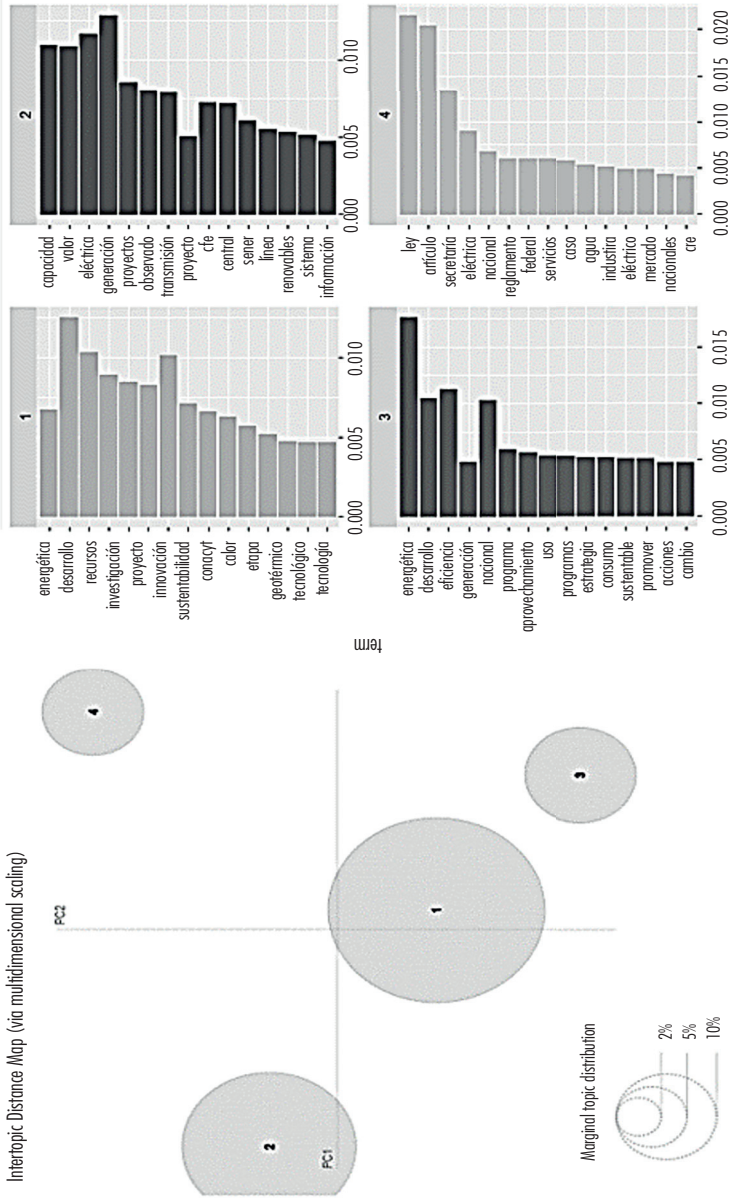 Intertopic Distance Map (via multidimensional scaling)
PC2
PC1
1
2
3
4
Marginal topic distribution
2%
5%
10%
term
1
energética
desarrollo
recursos
investigación
proyecto
innovación
sustentabilidad
conacyt
calor
etapa
geotérmico
tecnológico
tecnología
0.000
0.005
0.010
2
capacidad
valor
eléctrica
generación
proyectos
observado
transmisión
proyecto
cfe
central
sener
línea
renovables
sistema
información
0.000
0.005
0.010
3
energética
desarrollo
eficiencia
generación
nacional
programa
aprovechamiento
uso
programas
estrategia
consumo
sustentable
promover
acciones
cambio
0.000
0.005
0.010
0.015
4
ley
artículo
secretaria
eléctrica
nacional
reglamento
federal
servicios
caso
agua
industria
eléctrico
mercado
nacionales
cre
0.000
0.005
0.010
0.015
0.020